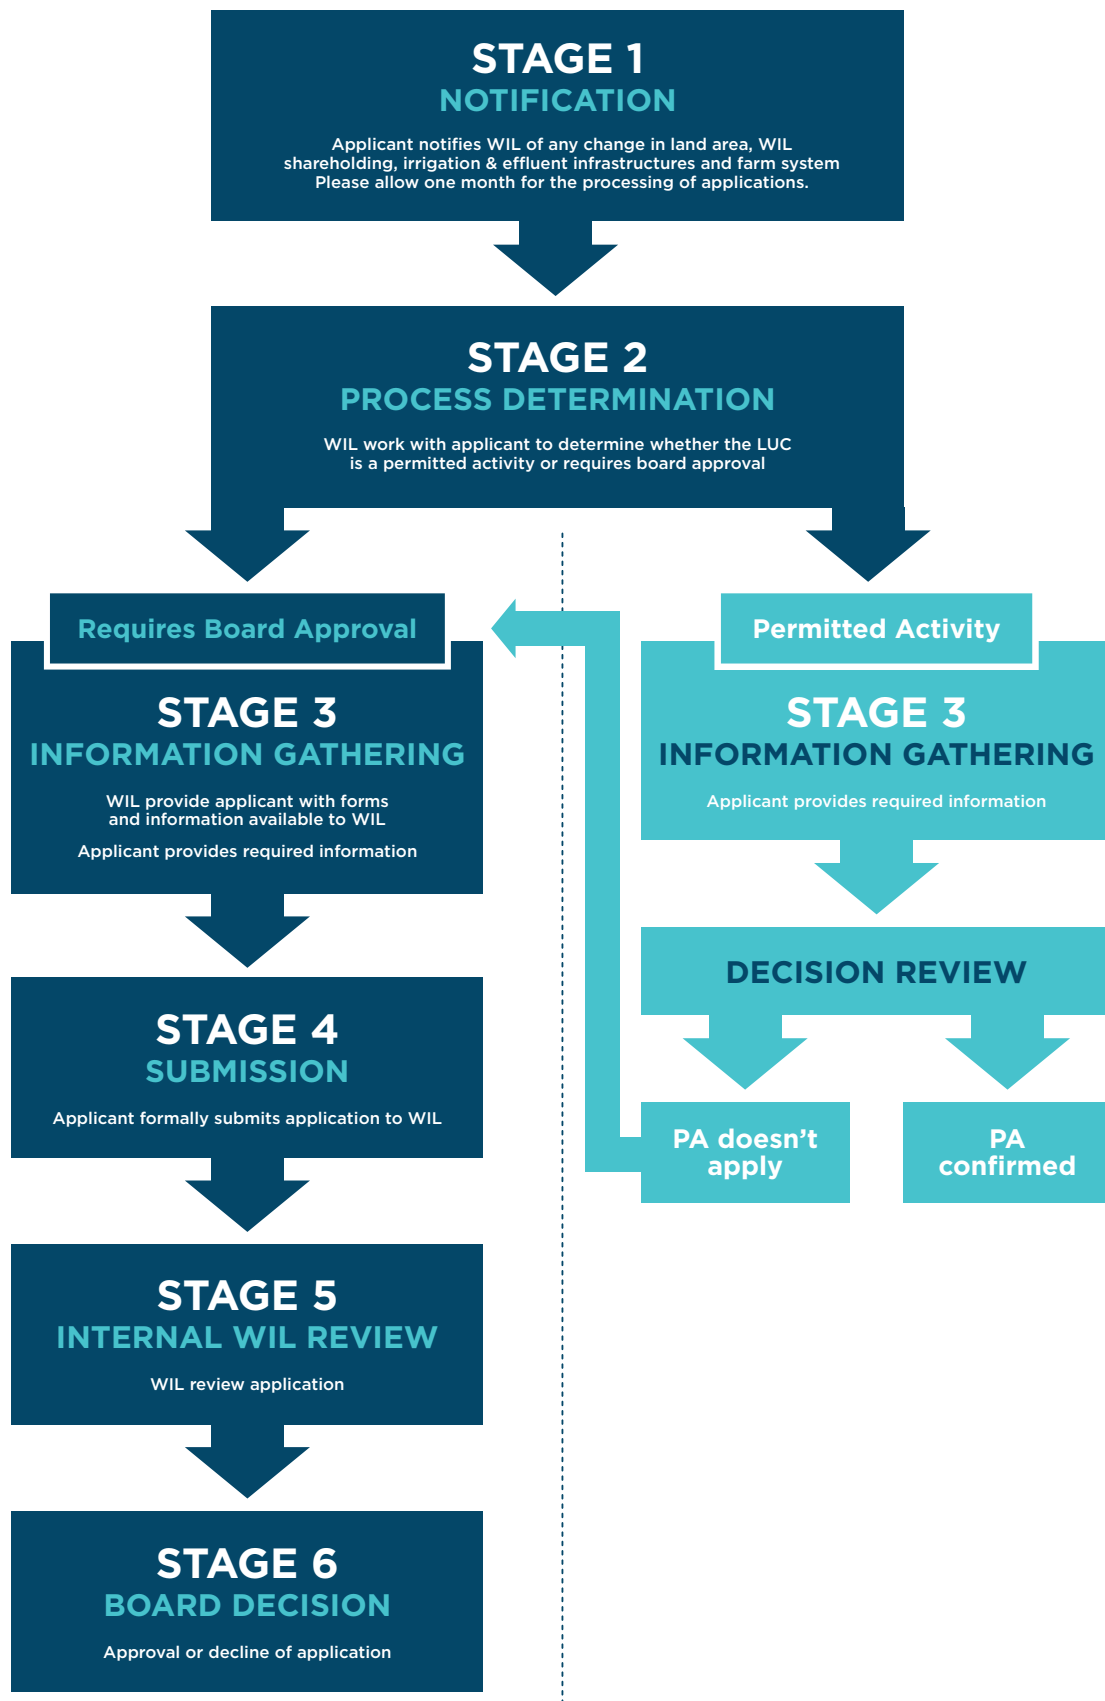 STAGE 1
NOTIFICATION
Applicant notifies WIL of any change in land area, WIL
shareholding, irrigation & effluent infrastructures and farm system
Please allow one month for the processing of applications.
STAGE 2
PROCESS DETERMINATION
WIL work with applicant to determine whether the LUC
is a permitted activity or requires board approval
Requires Board Approval
STAGE 3
INFORMATION GATHERING
WIL provide applicant with forms
and information available to WIL
Applicant provides required information
STAGE 4
SUBMISSION
Applicant formally submits application to WIL
STAGE 5
INTERNAL WIL REVIEW
WIL review application
STAGE 6
BOARD DECISION
Approval or decline of application
Permitted Activity
STAGE 3
INFORMATION GATHERING
Applicant provides required information
DECISION REVIEW
PA doesn’t
apply
PA
confirmed